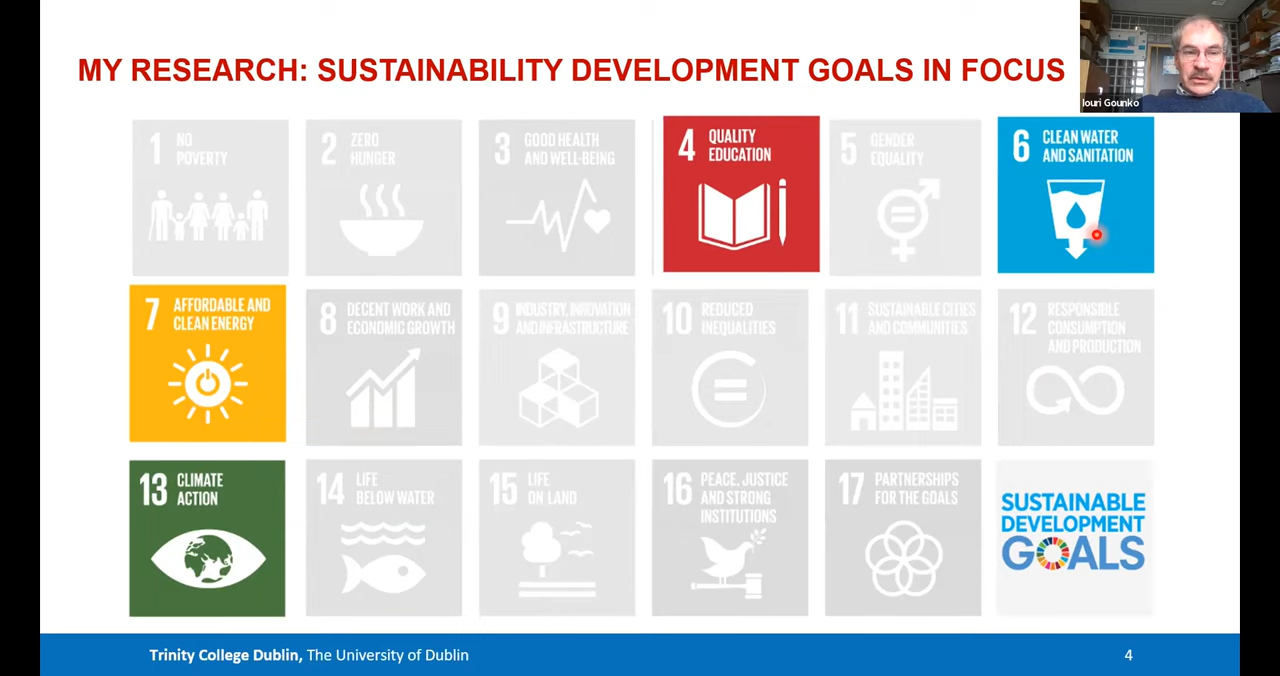 MY RESEARCH: SUSTAINABILITY DEVELOPMENT GOALS IN FOCUS
Iouri Gounko
1 NO
POVERTY
2 ZERO
HUNGER
3 GOOD HEALTH
AND WELL-BEING
4 QUALITY
EDUCATION
5 GENDER
EQUALITY
6 CLEAN WATER
AND SANITATION
7 AFFORDABLE AND
CLEAN ENERGY
8 DECENT WORK AND
ECONOMIC GROWTH
9 INDUSTRY, INNOVATION
AND INFRASTRUCTURE
10 REDUCED
INEQUALITIES
11 SUSTAINABLE CITIES
AND COMMUNITIES
12 RESPONSIBLE
CONSUMPTION
AND PRODUCTION
13 CLIMATE
ACTION
14 LIFE
BELOW WATER
15 LIFE
ON LAND
16 PEACE, JUSTICE
AND STRONG
INSTITUTIONS
17 PARTNERSHIPS
FOR THE GOALS
SUSTAINABLE
DEVELOPMENT
GOALS
Trinity College Dublin, The University of Dublin
4